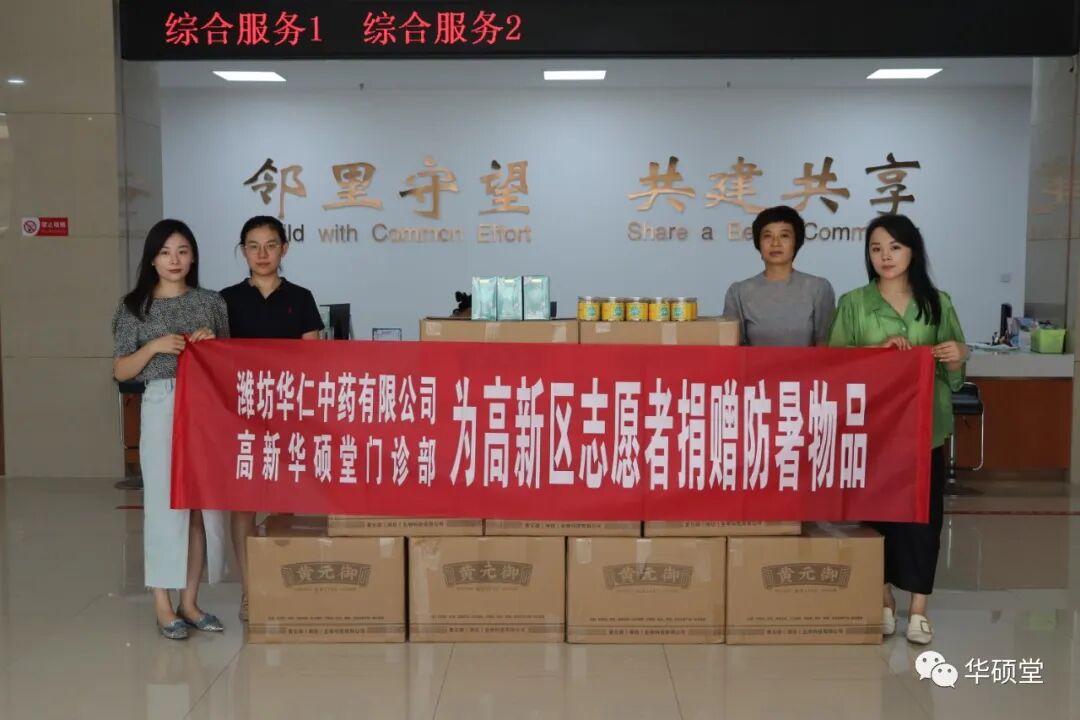 综合服务1 综合服务2
邻里守望 共建共享
ild with Common Effort Share a Be Comm
潍坊华仁中药有限公司
高新华硕堂门诊部
为高新区志愿者捐赠防暑物品
黄元御 黄元御 黄元御 黄元御
华硕堂